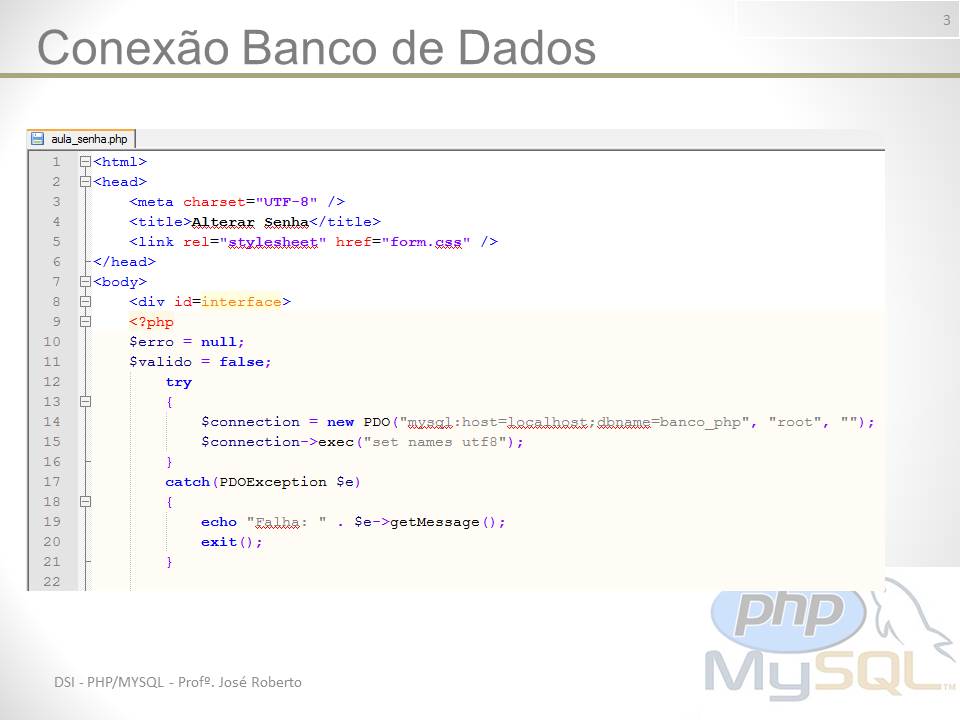 3
Conexão Banco de Dados
aula_senha.php
1 <html>
2 <head>
3 <meta charset="UTF-8" />
4 <title>Alterar Senha</title>
5 <link rel="stylesheet" href="form.css" />
6 </head>
7 <body>
8 <div id=interface>
9 <?php
10 $erro = null;
11 $valido = false;
12 try
13 {
14 $connection = new PDO("mysql:host=localhost;dbname=banco_php", "root", "");
15 $connection->exec("set names utf8");
16 }
17 catch(PDOException $e)
18 {
19 echo "Falha: " . $e->getMessage();
20 exit();
21 }
22
php
MySQL™
DSI - PHP/MYSQL - Profº. José Roberto